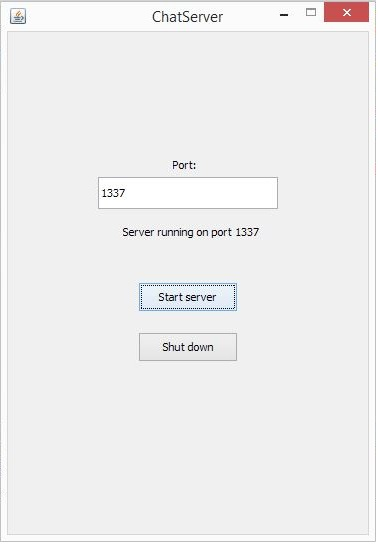 ChatServer
Port:
1337
Server running on port 1337
Start server
Shut down